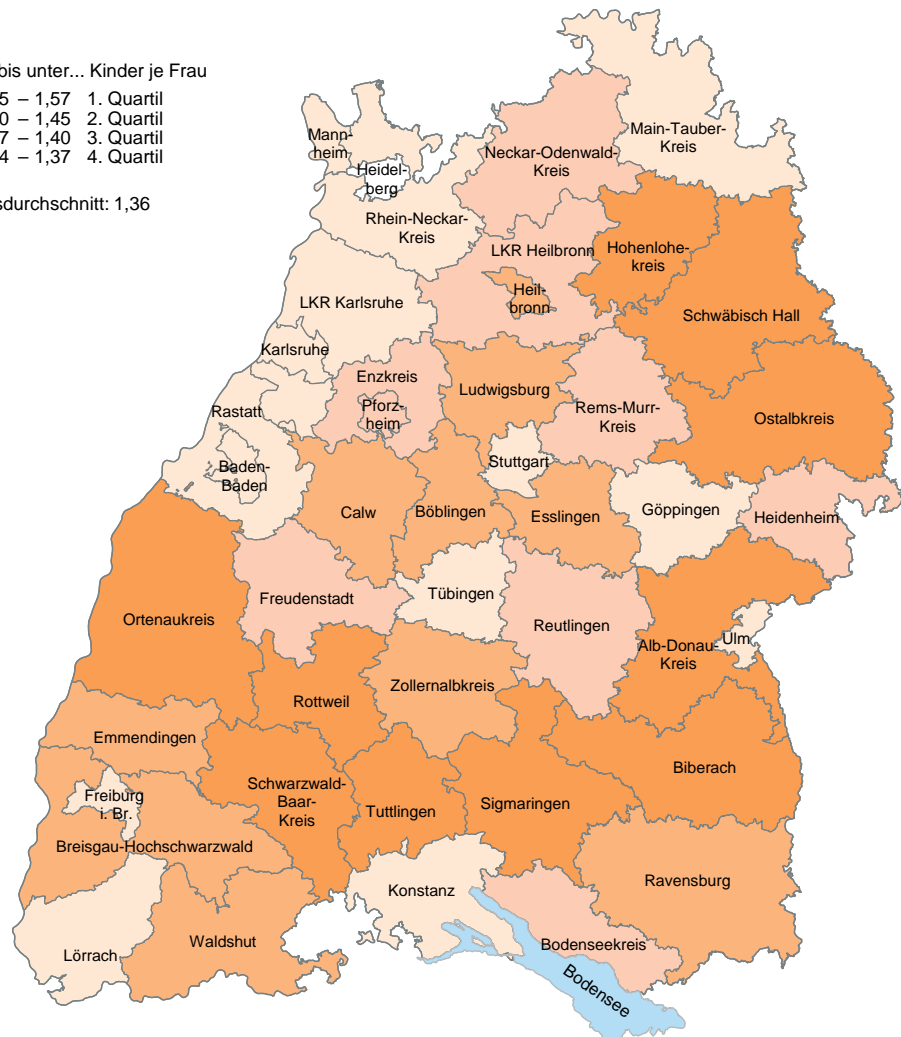 bis unter... Kinder je Frau
5 – 1,57 1. Quartil
0 – 1,45 2. Quartil
7 – 1,40 3. Quartil
4 – 1,37 4. Quartil
sdurchschnitt: 1,36
Main-Tauber-
Kreis
Mann-
heim
Heidel-
berg
Neckar-Odenwald-
Kreis
Rhein-Neckar-
Kreis
LKR Heilbronn
Hohenlohe-
kreis
Heil-
bronn
LKR Karlsruhe
Schwäbisch Hall
Karlsruhe
Enzkreis
Ludwigsburg
Pforz-
heim
Rems-Murr-
Kreis
Rastatt
Ostalbkreis
Stuttgart
Baden-
Baden
Calw
Böblingen
Esslingen
Göppingen
Heidenheim
Freudenstadt
Tübingen
Ortenaukreis
Reutlingen
Alb-Donau-
Kreis
Ulm
Zollernalbkreis
Rottweil
Emmendingen
Biberach
Schwarzwald-
Baar-
Kreis
Tuttlingen
Sigmaringen
Freiburg
i. Br.
Breisgau-Hochschwarzwald
Ravensburg
Konstanz
Waldshut
Lörrach
Bodenseekreis
Bodensee